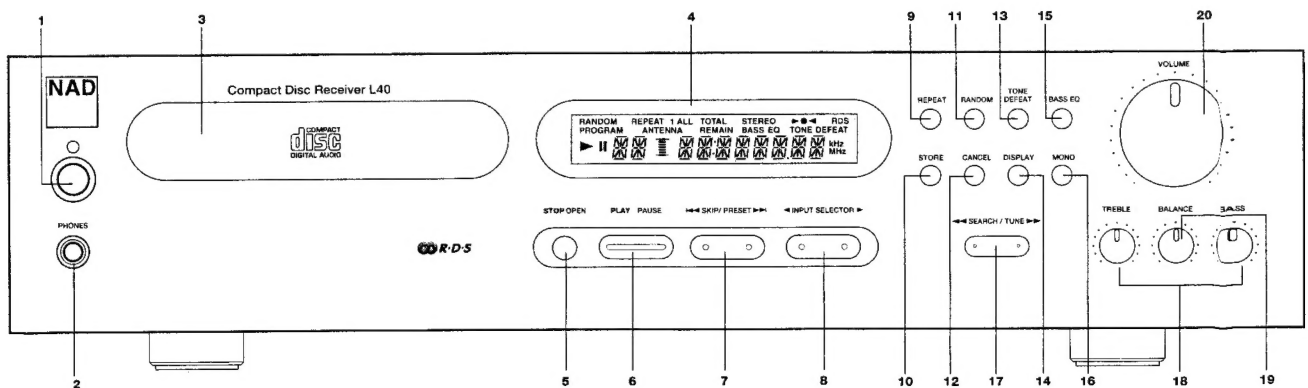 1 3 4 9 11 13 15 20
NAD
Compact Disc Receiver L40
COMPACT
disc
DIGITAL AUDIO
RANDOM REPEAT 1 ALL TOTAL STEREO RDS
PROGRAM ANTENNA REMAIN BASS EQ TONE DEFEAT
kHz
MHz
REPEAT RANDOM TONE DEFEAT BASS EQ
VOLUME
STORE CANCEL DISPLAY MONO
PHONES
STOP OPEN PLAY PAUSE ⏮ SKIP/ PRESET ⏭ ◄ INPUT SELECTOR ►
◄◄ SEARCH / TUNE ►►
TREBLE BALANCE BASS
R·D·S
2 5 6 7 8 10 12 17 14 16 18 19